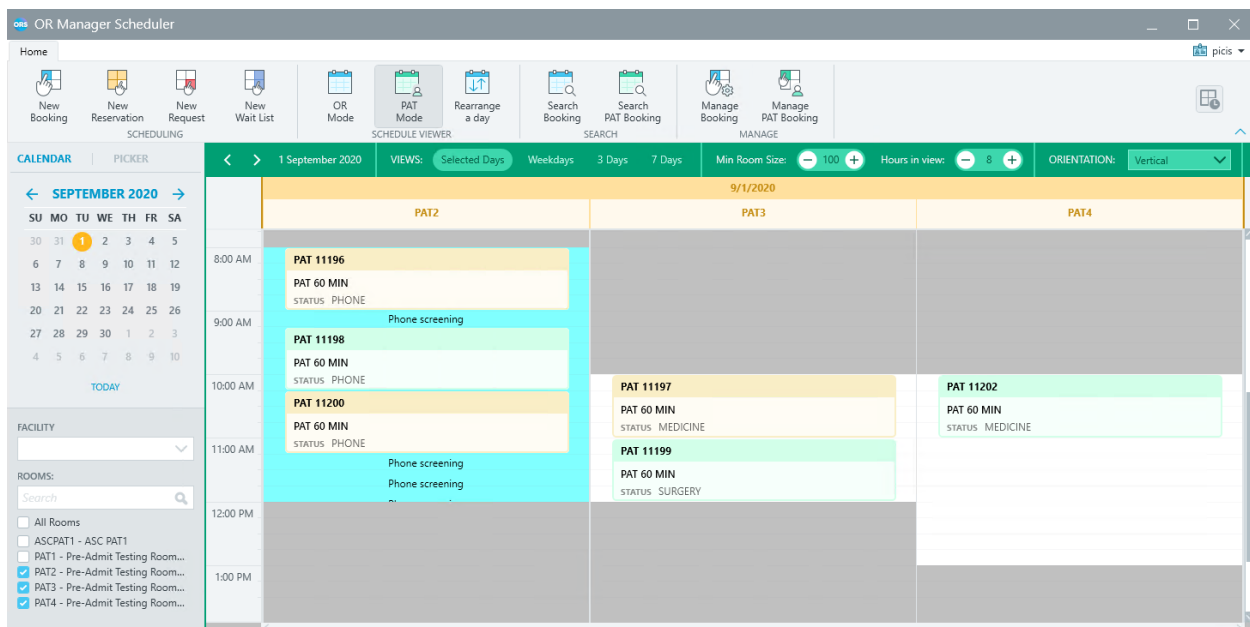 ORS OR Manager Scheduler
Home
picis
New Booking
New Reservation
New Request
New Wait List
SCHEDULING
OR Mode
PAT Mode
Rearrange a day
SCHEDULE VIEWER
Search Booking
Search PAT Booking
SEARCH
Manage Booking
Manage PAT Booking
MANAGE
CALENDAR | PICKER
1 September 2020 VIEWS: Selected Days Weekdays 3 Days 7 Days Min Room Size: 100 Hours in view: 8 ORIENTATION: Vertical
SEPTEMBER 2020
SU MO TU WE TH FR SA
30 31 1 2 3 4 5
6 7 8 9 10 11 12
13 14 15 16 17 18 19
20 21 22 23 24 25 26
27 28 29 30 1 2 3
4 5 6 7 8 9 10
TODAY
FACILITY
ROOMS:
Search
All Rooms
ASCPAT1 - ASC PAT1
PAT1 - Pre-Admit Testing Room...
PAT2 - Pre-Admit Testing Room...
PAT3 - Pre-Admit Testing Room...
PAT4 - Pre-Admit Testing Room...
9/1/2020
PAT2 PAT3 PAT4
8:00 AM
9:00 AM
10:00 AM
11:00 AM
12:00 PM
1:00 PM
PAT 11196
PAT 60 MIN
STATUS PHONE
Phone screening
PAT 11198
PAT 60 MIN
STATUS PHONE
PAT 11200
PAT 60 MIN
STATUS PHONE
Phone screening
Phone screening
PAT 11197
PAT 60 MIN
STATUS MEDICINE
PAT 11199
PAT 60 MIN
STATUS SURGERY
PAT 11202
PAT 60 MIN
STATUS MEDICINE